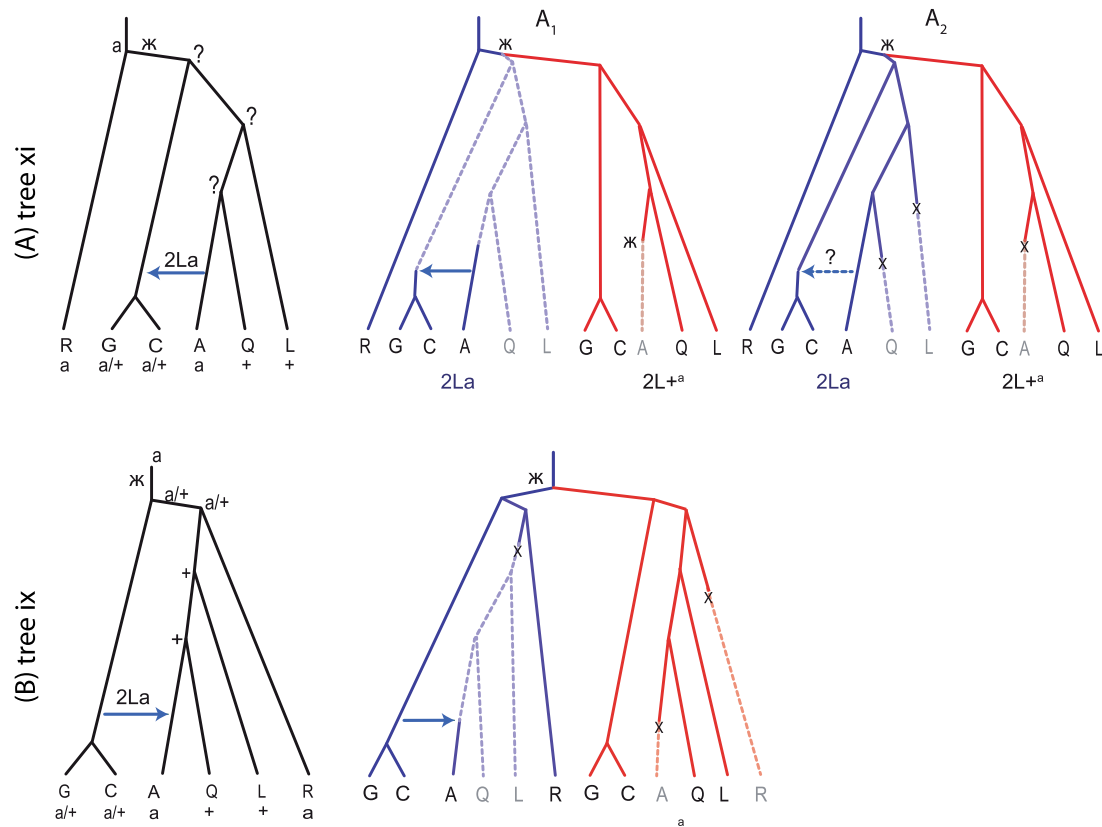 A₁
A₂
a ж ?
ж
ж
?
(A) tree xi
?
x
2La
ж
?
x
x
R G C A Q L
a a/+ a/+ a + +
R G C A Q L G C A Q L
R G C A Q L G C A Q L
2La 2L+ᵃ
2La 2L+ᵃ
(B) tree ix
a
ж a/+ a/+
ж
x
+
x
+
2La
x
G C A Q L R
a/+ a/+ a + + a
G C A Q L R G C A Q L R
a